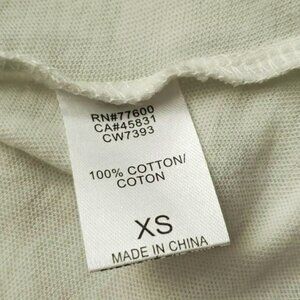 RN#77600
CA#45831
CW7393
100% COTTON/
COTON
XS
MADE IN CHINA